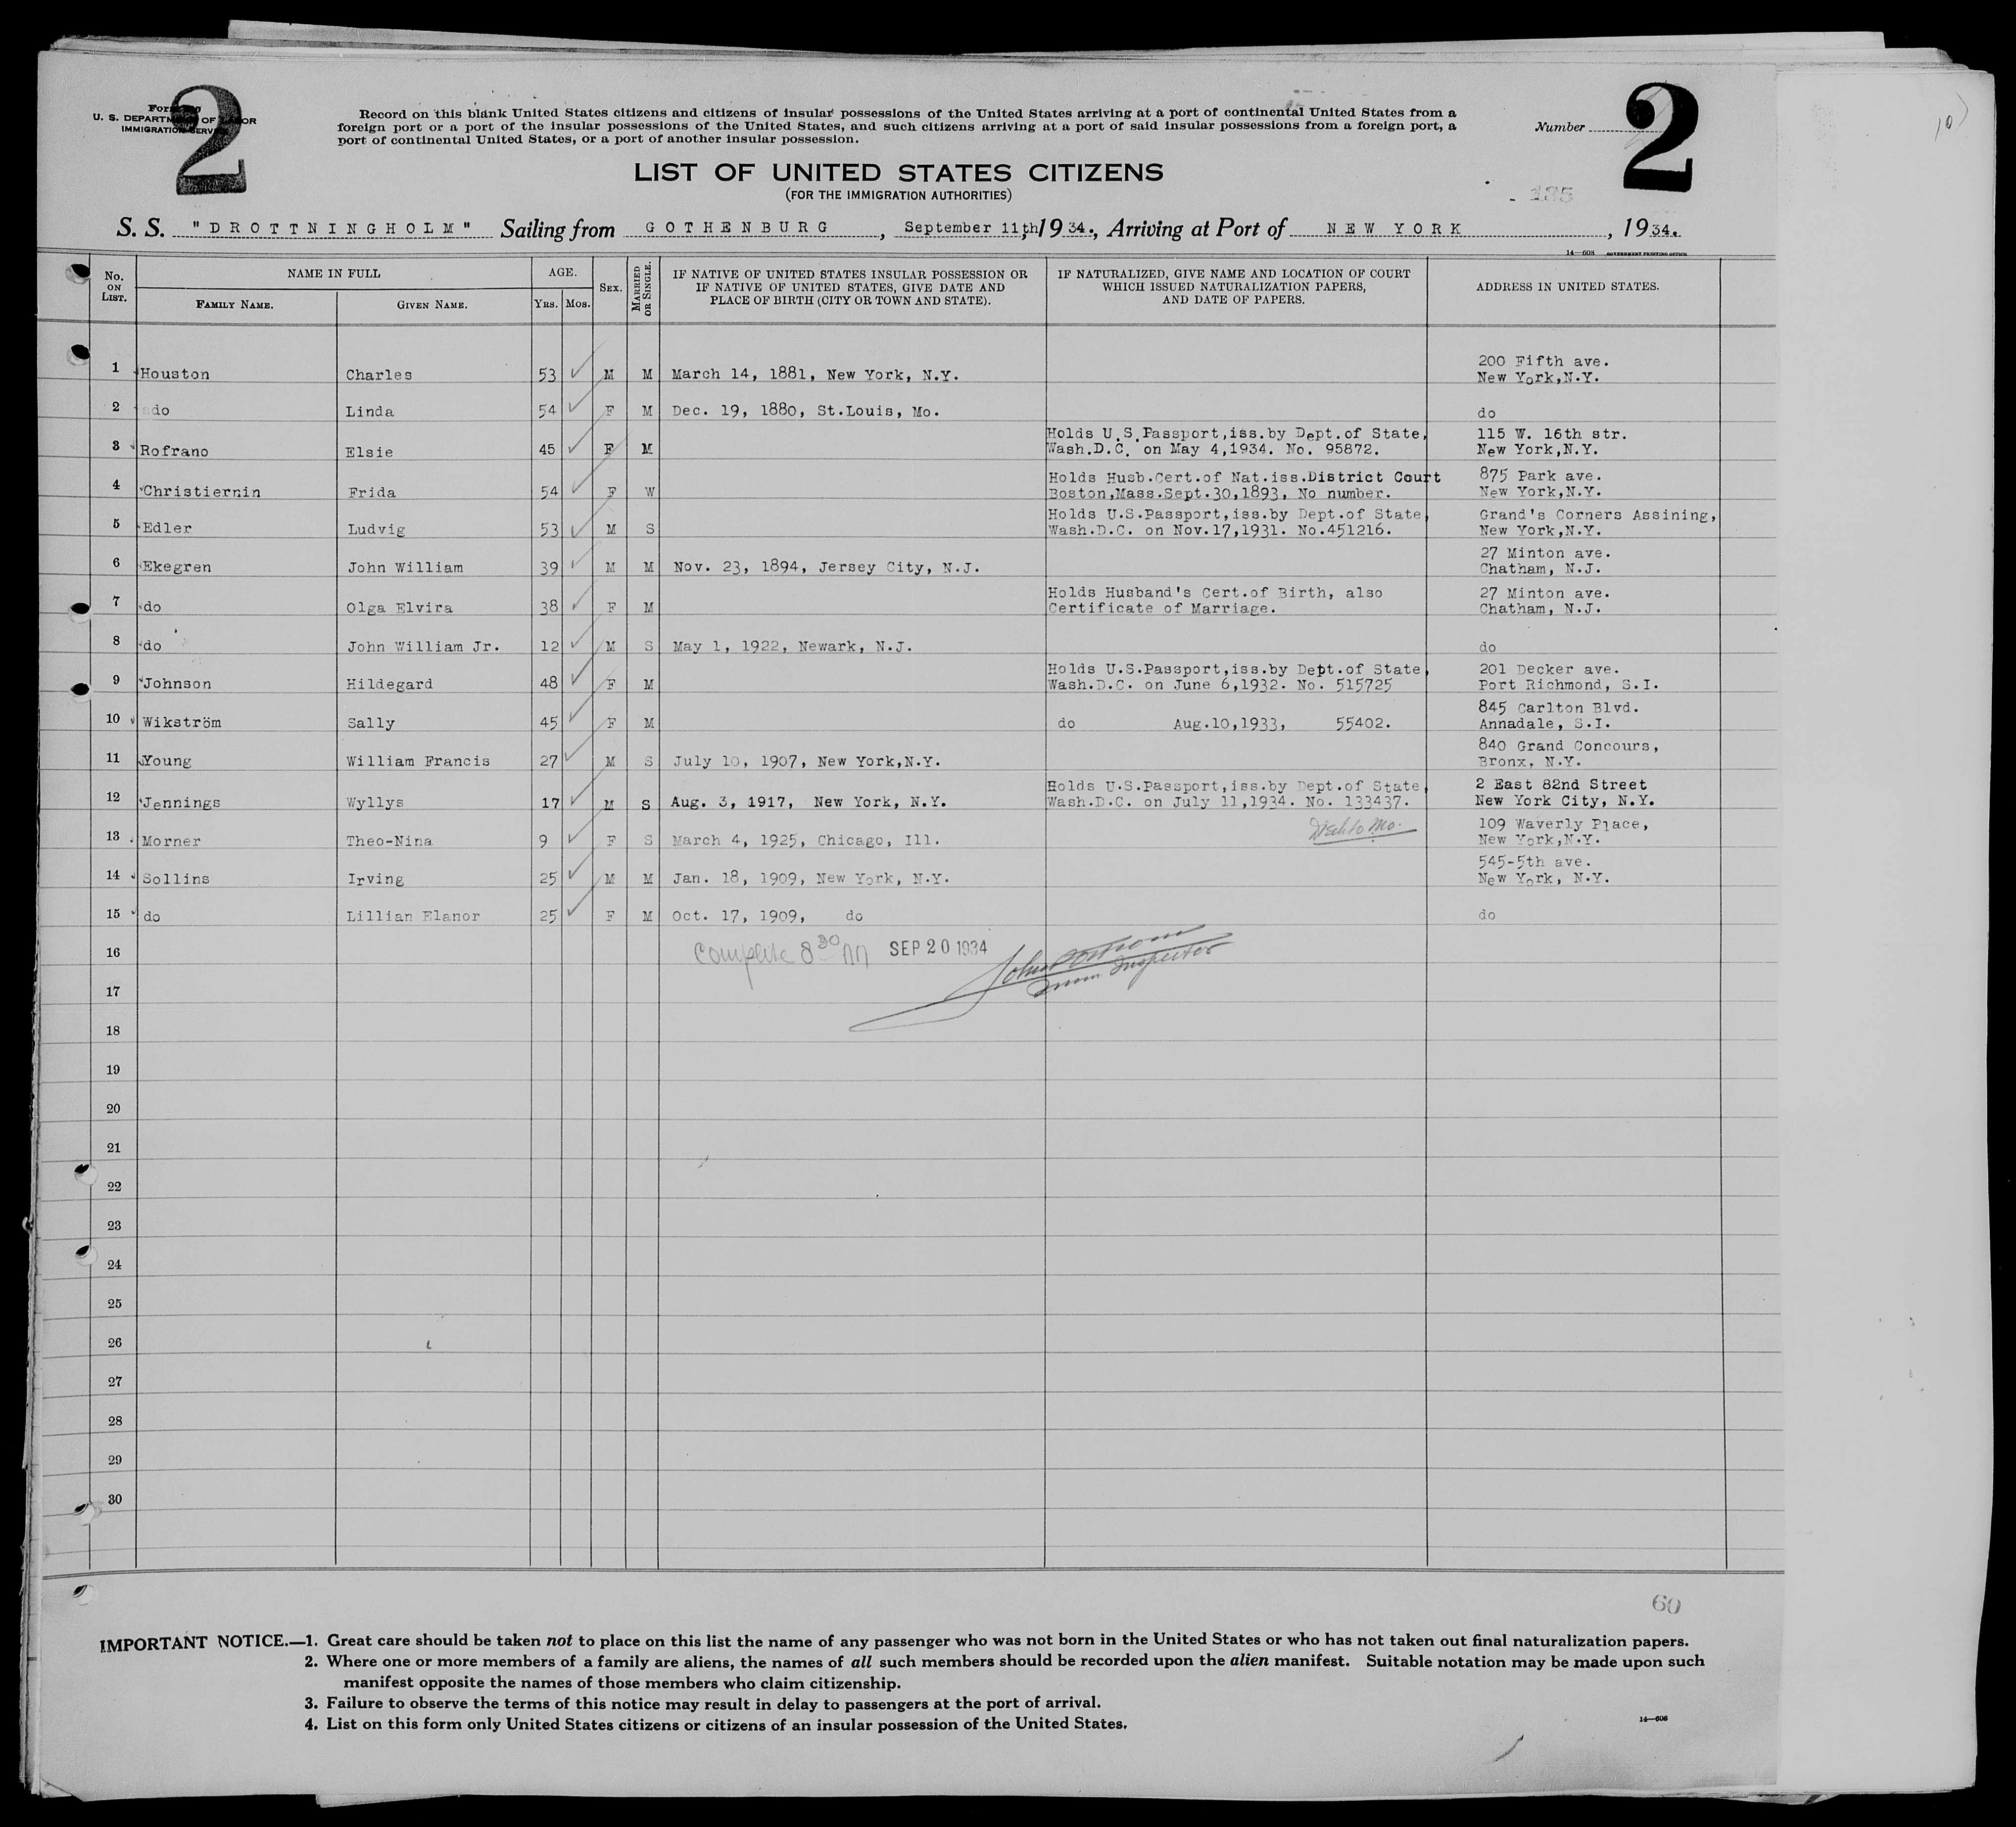 2
2
U. S. DEPARTMENT OF LABOR
IMMIGRATION SERVICE
Record on this blank United States citizens and citizens of insular possessions of the United States arriving at a port of continental United States from a
foreign port or a port of the insular possessions of the United States, and such citizens arriving at a port of said insular possessions from a foreign port, a
port of continental United States, or a port of another insular possession.
Number
LIST OF UNITED STATES CITIZENS
(FOR THE IMMIGRATION AUTHORITIES)
185
S. S. "DROTTNINGHOLM" Sailing from GOTHENBURG, September 11th, 1934., Arriving at Port of NEW YORK, 1934.
14—608 GOVERNMENT PRINTING OFFICE
No. ON LIST. NAME IN FULL FAMILY NAME. GIVEN NAME. AGE. YRS. MOS. SEX. MARRIED OR SINGLE. IF NATIVE OF UNITED STATES INSULAR POSSESSION OR IF NATIVE OF UNITED STATES, GIVE DATE AND PLACE OF BIRTH (CITY OR TOWN AND STATE). IF NATURALIZED, GIVE NAME AND LOCATION OF COURT WHICH ISSUED NATURALIZATION PAPERS, AND DATE OF PAPERS. ADDRESS IN UNITED STATES.
1 Houston Charles 53 M M March 14, 1881, New York, N.Y. 200 Fifth ave. New York,N.Y.
2 do Linda 54 F M Dec. 19, 1880, St.Louis, Mo. do
3 Rofrano Elsie 45 F M Holds U.S.Passport,iss.by Dept.of State, Wash.D.C. on May 4,1934. No. 95872. 115 W. 16th str. New York,N.Y.
4 Christiernin Frida 54 F W Holds Husb.Cert.of Nat.iss.District Court Boston,Mass.Sept.30,1893, No number. 875 Park ave. New York,N.Y.
5 Edler Ludvig 53 M S Holds U.S.Passport,iss.by Dept.of State, Wash.D.C. on Nov.17,1931. No.451216. Grand's Corners Assining, New York,N.Y.
6 Ekegren John William 39 M M Nov. 23, 1894, Jersey City, N.J. 27 Minton ave. Chatham, N.J.
7 do Olga Elvira 38 F M Holds Husband's Cert.of Birth, also Certificate of Marriage. 27 Minton ave. Chatham, N.J.
8 do John William Jr. 12 M S May 1, 1922, Newark, N.J. do
9 Johnson Hildegard 48 F M Holds U.S.Passport,iss.by Dept.of State, Wash.D.C. on June 6,1932. No. 515725 201 Decker ave. Port Richmond, S.I.
10 Wikström Sally 45 F M do Aug.10,1933, 55402. 845 Carlton Blvd. Annadale, S.I.
11 Young William Francis 27 M S July 10, 1907, New York,N.Y. 840 Grand Concours, Bronx, N.Y.
12 Jennings Wyllys 17 M S Aug. 3, 1917, New York, N.Y. Holds U.S.Passport,iss.by Dept.of State, Wash.D.C. on July 11,1934. No. 133437. 2 East 82nd Street New York City, N.Y.
13 Morner Theo-Nina 9 F S March 4, 1925, Chicago, Ill. 109 Waverly Place, New York,N.Y.
14 Sollins Irving 25 M M Jan. 18, 1909, New York, N.Y. 545-5th ave. New York, N.Y.
15 do Lillian Elanor 25 F M Oct. 17, 1909, do do
16 Complete 8 30 AM SEP 20 1934
Imm Inspector
17
18
19
20
21
22
23
24
25
26
27
28
29
30
60
IMPORTANT NOTICE.—1. Great care should be taken not to place on this list the name of any passenger who was not born in the United States or who has not taken out final naturalization papers.
2. Where one or more members of a family are aliens, the names of all such members should be recorded upon the alien manifest. Suitable notation may be made upon such
manifest opposite the names of those members who claim citizenship.
3. Failure to observe the terms of this notice may result in delay to passengers at the port of arrival.
4. List on this form only United States citizens or citizens of an insular possession of the United States.
14—608